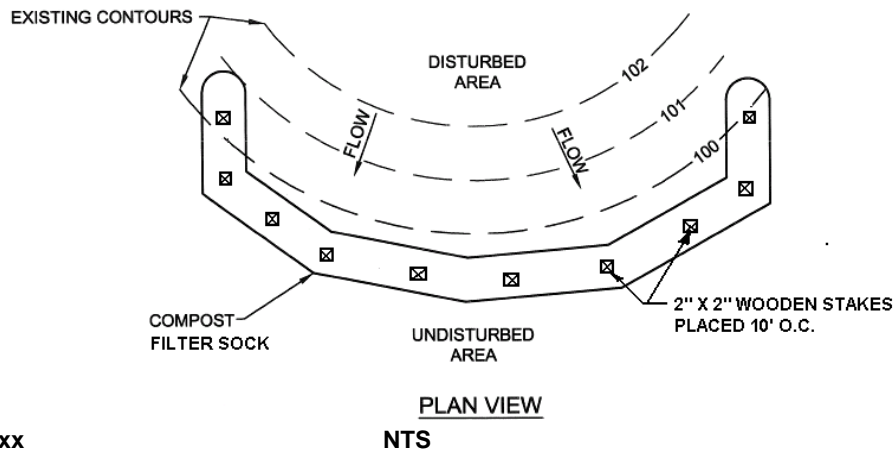 EXISTING CONTOURS
DISTURBED
AREA
102
101
100
FLOW
FLOW
2" X 2" WOODEN STAKES
PLACED 10' O.C.
COMPOST
FILTER SOCK
UNDISTURBED
AREA
PLAN VIEW
xx
NTS